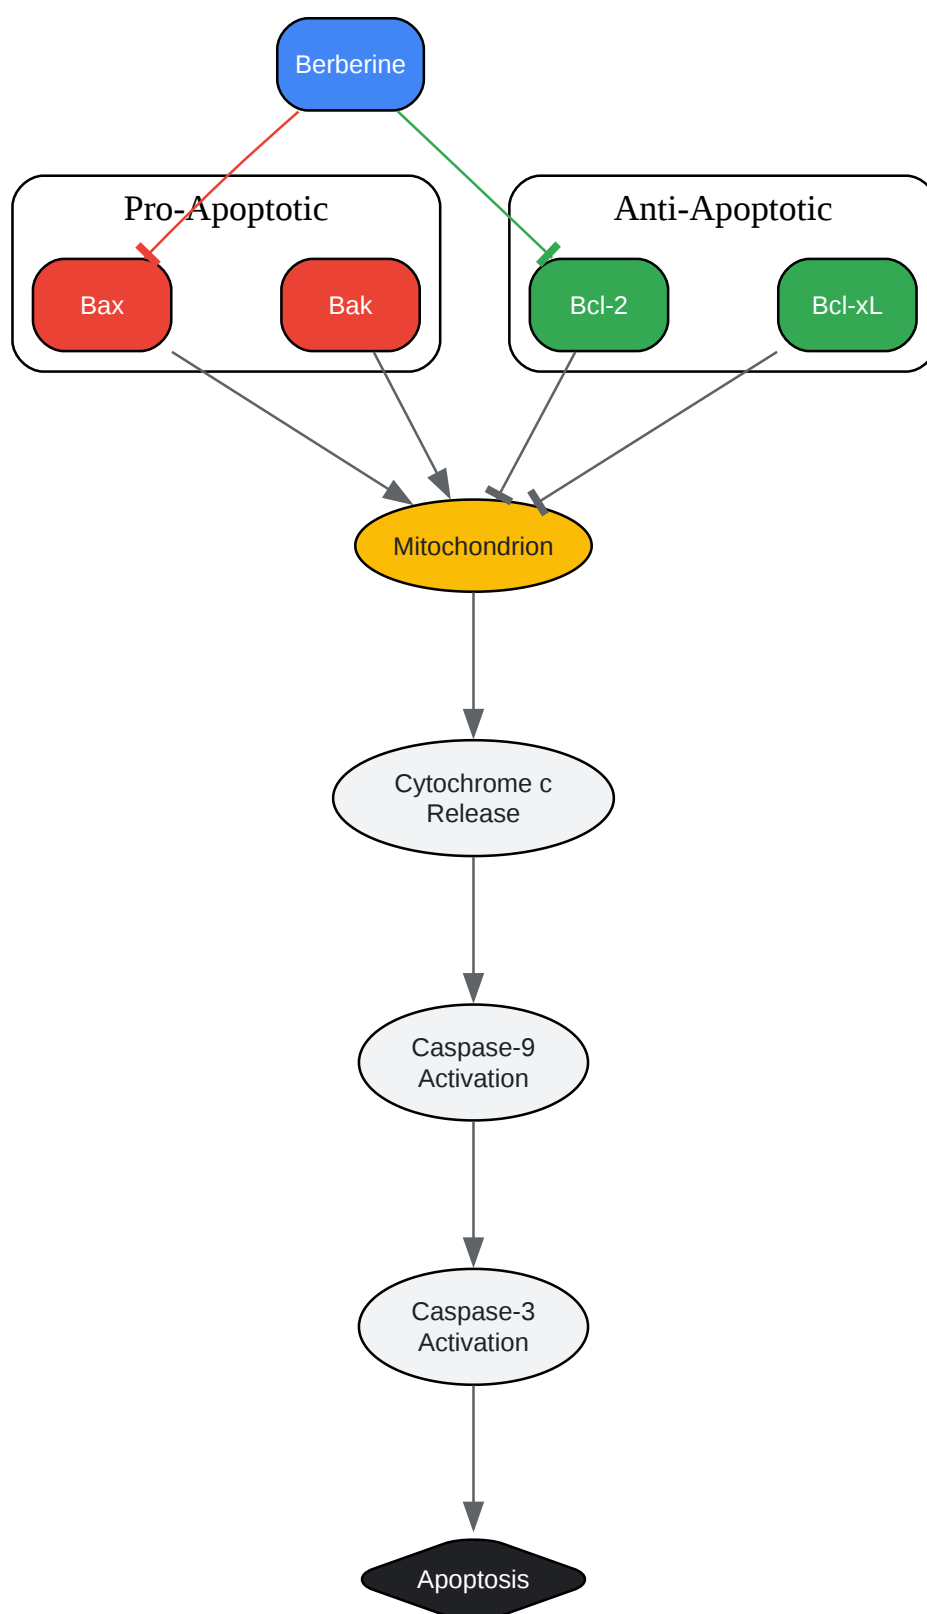 Berberine
Pro-Apoptotic
Anti-Apoptotic
Bax
Bak
Bcl-2
Bcl-xL
Mitochondrion
Cytochrome c
Release
Caspase-9
Activation
Caspase-3
Activation
Apoptosis